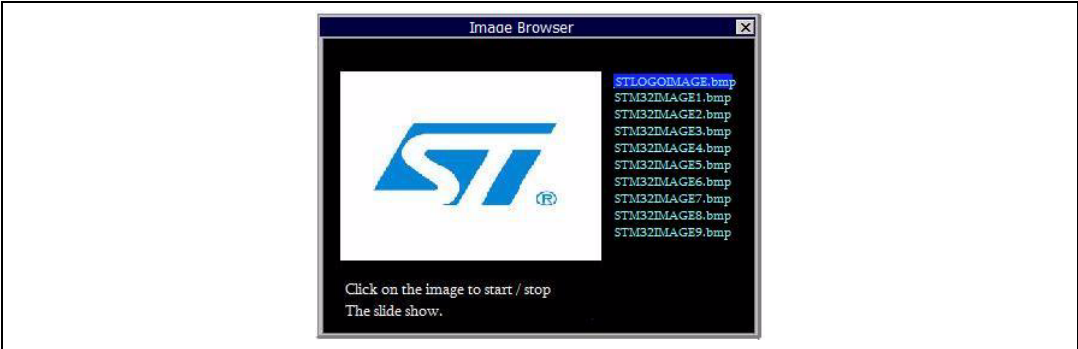 Image Browser
ST®
STLOGOIMAGE.bmp
STM32IMAGE1.bmp
STM32IMAGE2.bmp
STM32IMAGE3.bmp
STM32IMAGE4.bmp
STM32IMAGE5.bmp
STM32IMAGE6.bmp
STM32IMAGE7.bmp
STM32IMAGE8.bmp
STM32IMAGE9.bmp
Click on the image to start / stop
The slide show.